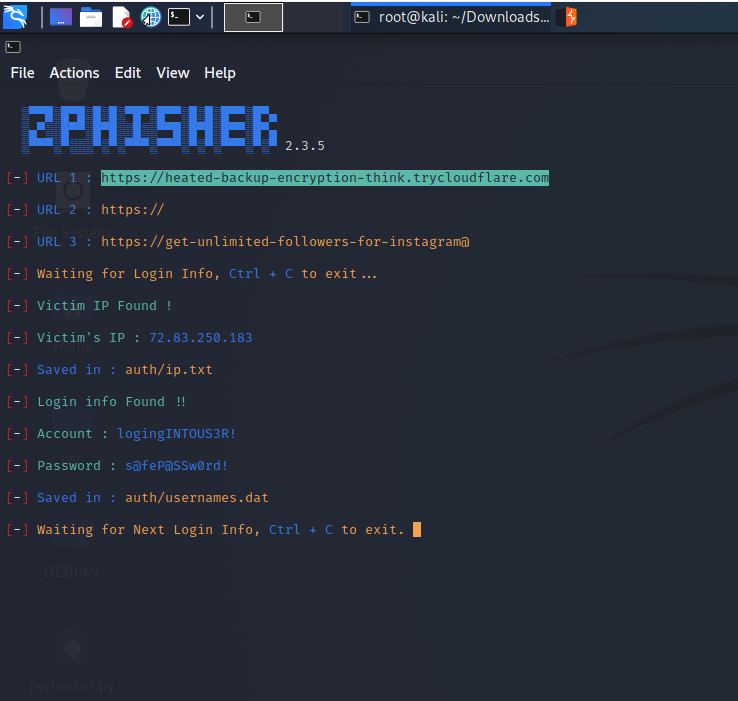 root@kali: ~/Downloads...
File Actions Edit View Help
ZPHISHER 2.3.5
[-] URL 1 : https://heated-backup-encryption-think.trycloudflare.com
[-] URL 2 : https://
File System
[-] URL 3 : https://get-unlimited-followers-for-instagram@
[-] Waiting for Login Info, Ctrl + C to exit...
[-] Victim IP Found !
[-] Victim's IP : 72.83.250.183
Home
[-] Saved in : auth/ip.txt
[-] Login info Found !!
[-] Account : logingINTOUS3R!
[-] Password : s@feP@SSw0rd!
[-] Saved in : auth/usernames.dat
[-] Waiting for Next Login Info, Ctrl + C to exit.
DEBIAN
pychecker.py